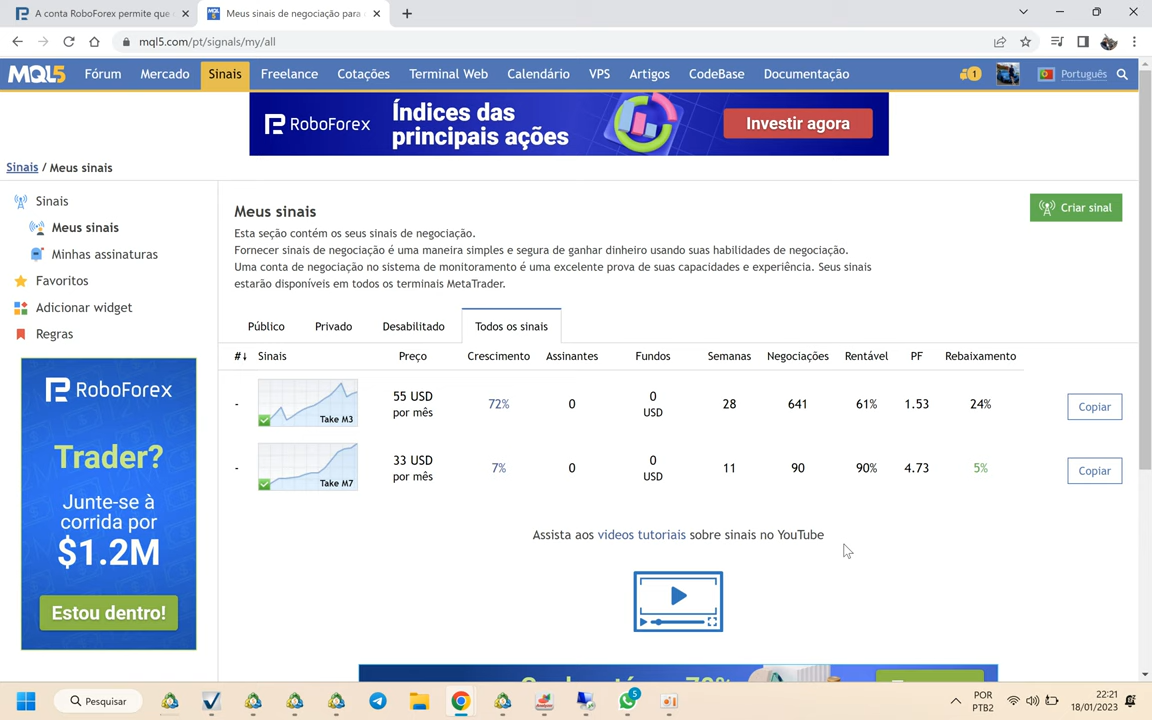 A conta RoboForex permite que
Meus sinais de negociação para
mql5.com/pt/signals/my/all
MQL5 Fórum Mercado Sinais Freelance Cotações Terminal Web Calendário VPS Artigos CodeBase Documentação 1 Português
RoboForex Índices das principais ações Investir agora
Sinais / Meus sinais
Sinais
Meus sinais
Minhas assinaturas
Favoritos
Adicionar widget
Regras
RoboForex
Trader?
Junte-se à
corrida por
$1.2M
Estou dentro!
Meus sinais
Criar sinal
Esta seção contém os seus sinais de negociação.
Fornecer sinais de negociação é uma maneira simples e segura de ganhar dinheiro usando suas habilidades de negociação.
Uma conta de negociação no sistema de monitoramento é uma excelente prova de suas capacidades e experiência. Seus sinais
estarão disponíveis em todos os terminais MetaTrader.
Público Privado Desabilitado Todos os sinais
#↓ Sinais Preço Crescimento Assinantes Fundos Semanas Negociações Rentável PF Rebaixamento
- Take M3 55 USD por mês 72% 0 0 USD 28 641 61% 1.53 24% Copiar
- Take M7 33 USD por mês 7% 0 0 USD 11 90 90% 4.73 5% Copiar
Assista aos videos tutoriais sobre sinais no YouTube
Pesquisar
5
POR
PTB2
22:21
18/01/2023